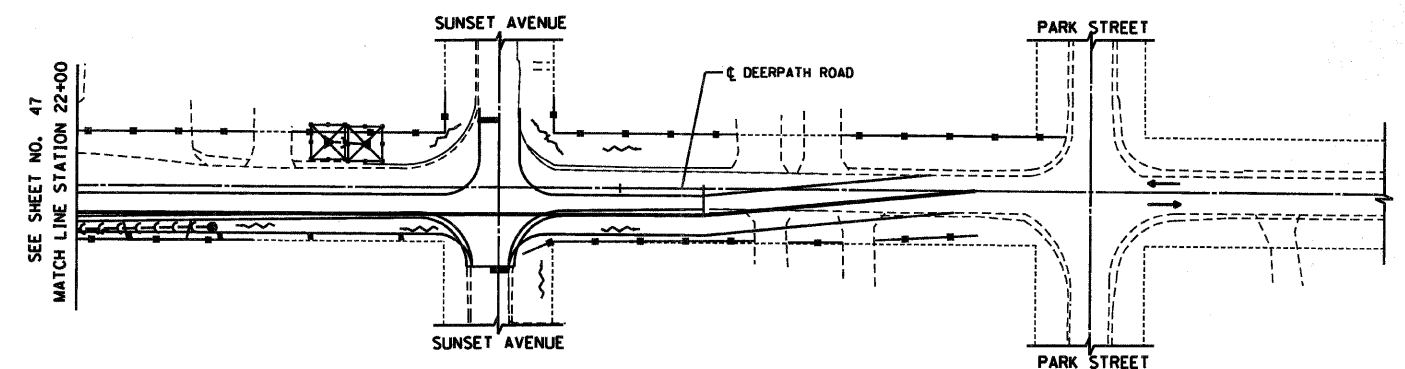 SUNSET AVENUE
PARK STREET
℄ DEERPATH ROAD
SEE SHEET NO. 47
MATCH LINE STATION 22+00
SUNSET AVENUE
PARK STREET